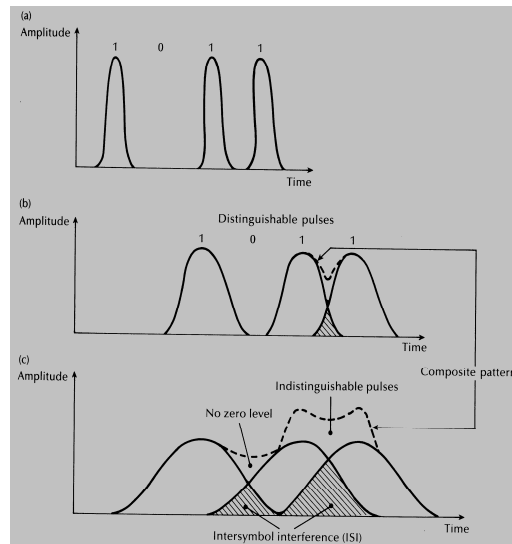 (a)
Amplitude
1 0 1 1
Time
(b)
Distinguishable pulses
Amplitude
1 0 1 1
Time
(c)
Composite pattern
Amplitude
Indistinguishable pulses
No zero level
Intersymbol interference (ISI)
Time